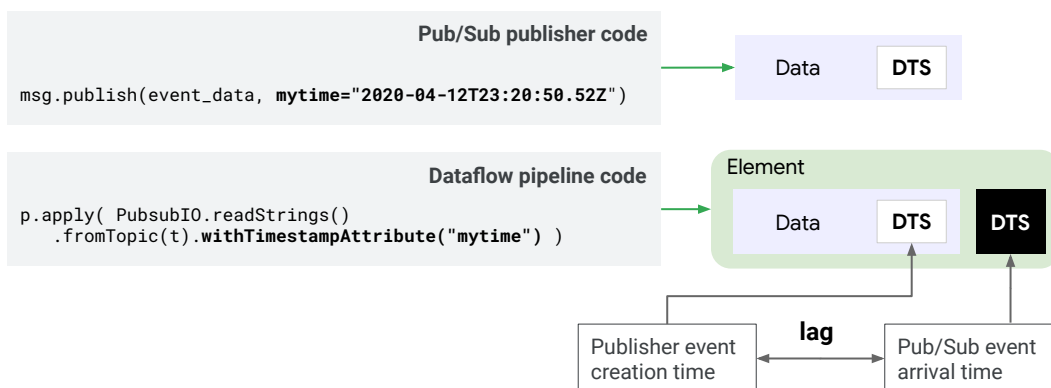 Pub/Sub publisher code
msg.publish(event_data, mytime="2020-04-12T23:20:50.52Z")
Data DTS
Dataflow pipeline code
p.apply( PubsubIO.readStrings()
.fromTopic(t).withTimestampAttribute("mytime") )
Element
Data DTS DTS
lag
Publisher event
creation time
Pub/Sub event
arrival time